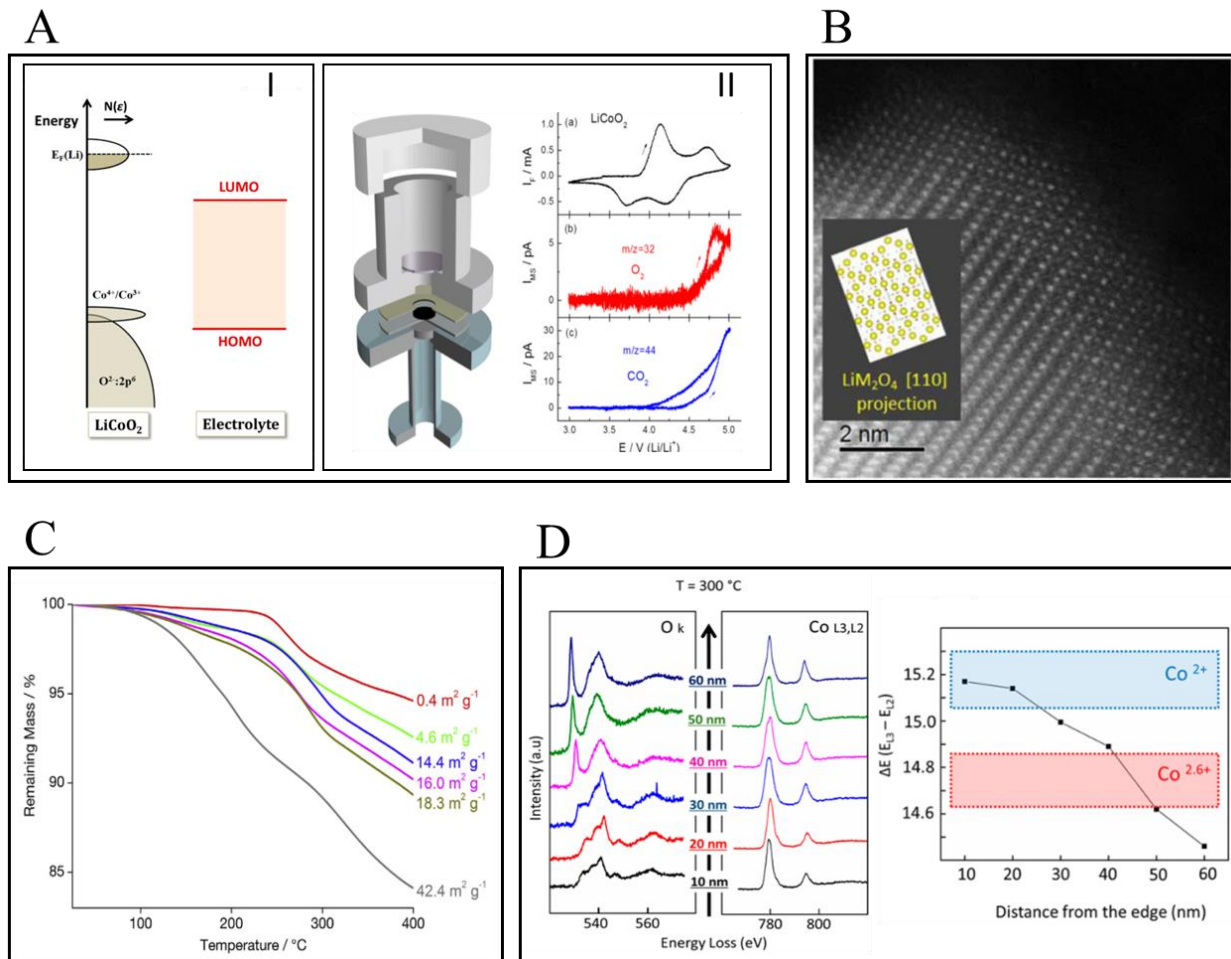 A
I
Energy
N(ε)
E_F(Li)
LUMO
Co⁴⁺/Co³⁺
HOMO
O²⁻:2p⁶
LiCoO₂
Electrolyte
II
(a)
LiCoO₂
1.0
0.5
0.0
-0.5
I_F / mA
(b)
m/z=32
O₂
5
0
I_MS / pA
(c)
m/z=44
CO₂
30
20
10
0
I_MS / pA
3.0 3.5 4.0 4.5 5.0
E / V (Li/Li⁺)
B
LiM₂O₄ [110]
projection
2 nm
C
100
95
90
85
Remaining Mass / %
0.4 m² g⁻¹
4.6 m² g⁻¹
14.4 m² g⁻¹
16.0 m² g⁻¹
18.3 m² g⁻¹
42.4 m² g⁻¹
100 200 300 400
Temperature / °C
D
T = 300 °C
O k
Co L3,L2
60 nm
50 nm
40 nm
30 nm
20 nm
10 nm
Intensity (a.u)
540 560 780 800
Energy Loss (eV)
Co ²⁺
Co ²·⁶⁺
15.2
15.0
14.8
14.6
ΔE (E_L3 – E_L2)
10 20 30 40 50 60
Distance from the edge (nm)